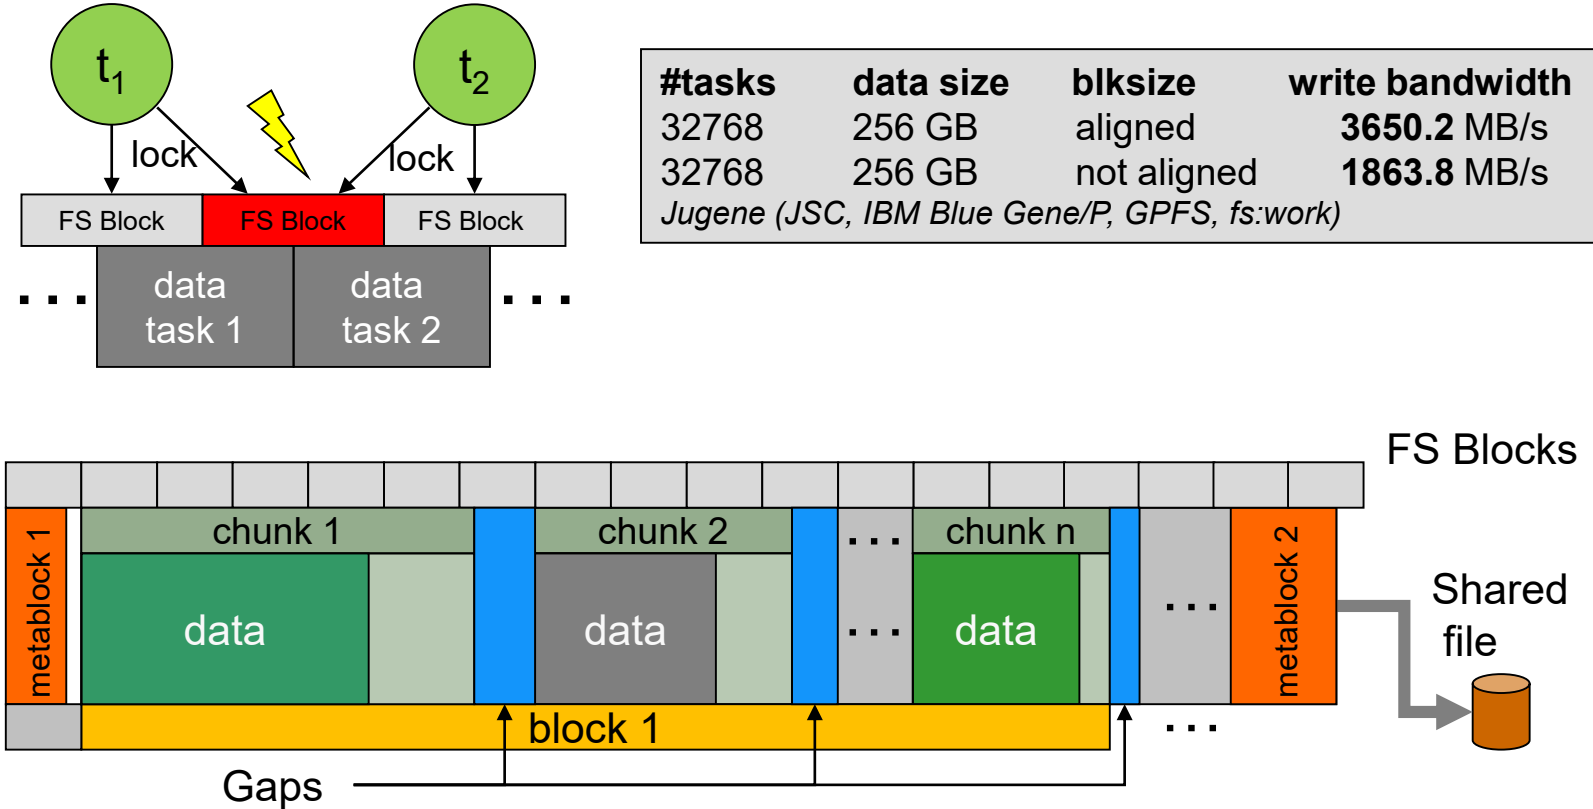 t1
t2
lock
lock
FS Block
FS Block
FS Block
data
task 1
data
task 2
. . .
. . .
#tasks data size blksize write bandwidth
32768 256 GB aligned 3650.2 MB/s
32768 256 GB not aligned 1863.8 MB/s
Jugene (JSC, IBM Blue Gene/P, GPFS, fs:work)
FS Blocks
metablock 1
chunk 1
chunk 2
. . .
chunk n
data
data
. . .
data
. . .
metablock 2
Shared
file
block 1
. . .
Gaps